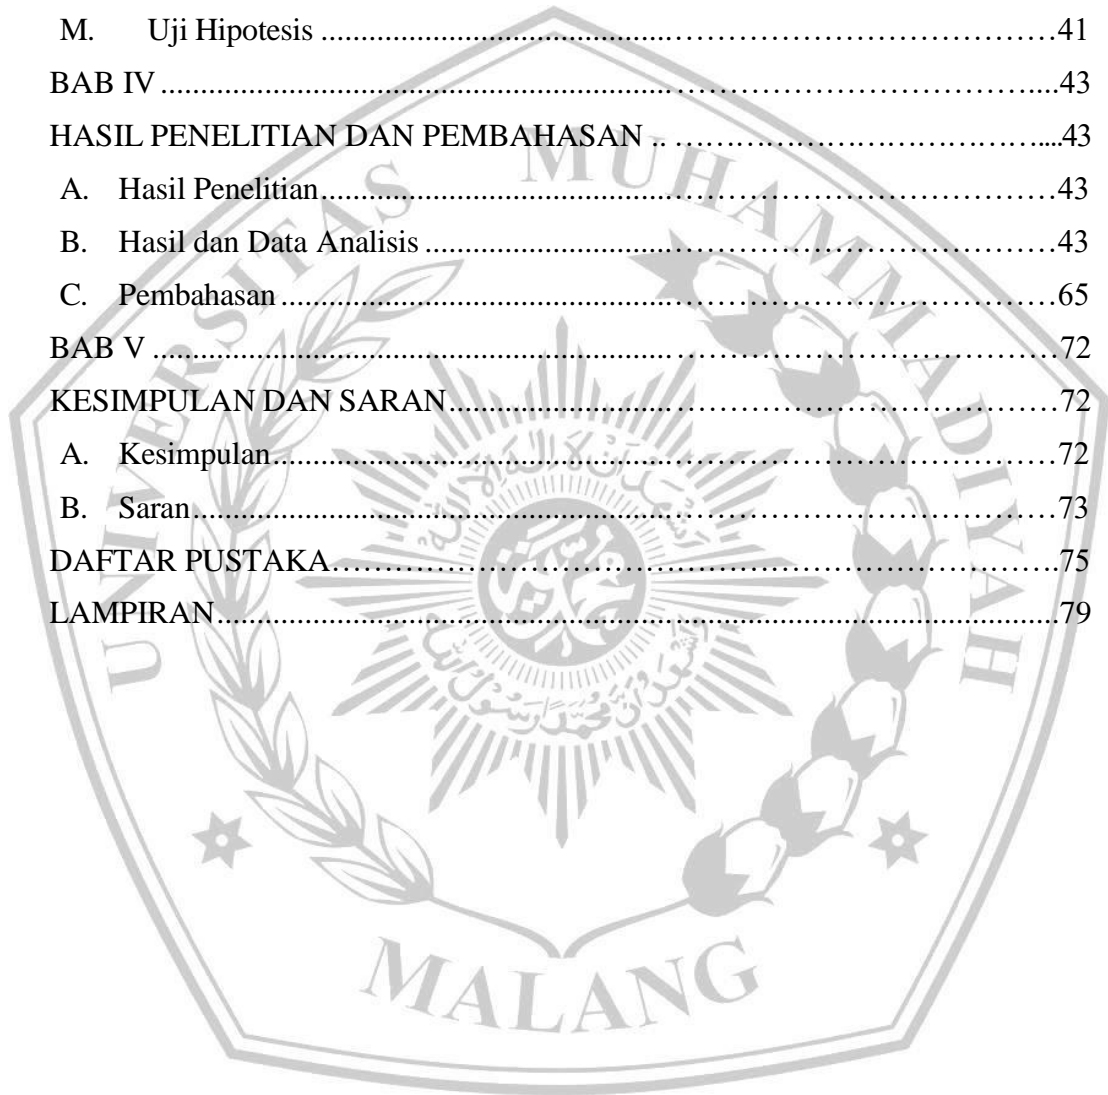 M. Uji Hipotesis ........................................................................ 41
BAB IV ........................................................................ 43
HASIL PENELITIAN DAN PEMBAHASAN ........................................................................ 43
A. Hasil Penelitian ........................................................................ 43
B. Hasil dan Data Analisis ........................................................................ 43
C. Pembahasan ........................................................................ 65
BAB V ........................................................................ 72
KESIMPULAN DAN SARAN ........................................................................ 72
A. Kesimpulan ........................................................................ 72
B. Saran ........................................................................ 73
DAFTAR PUSTAKA ........................................................................ 75
LAMPIRAN ........................................................................ 79
UNIVERSITAS MUHAMMADIYAH
MALANG